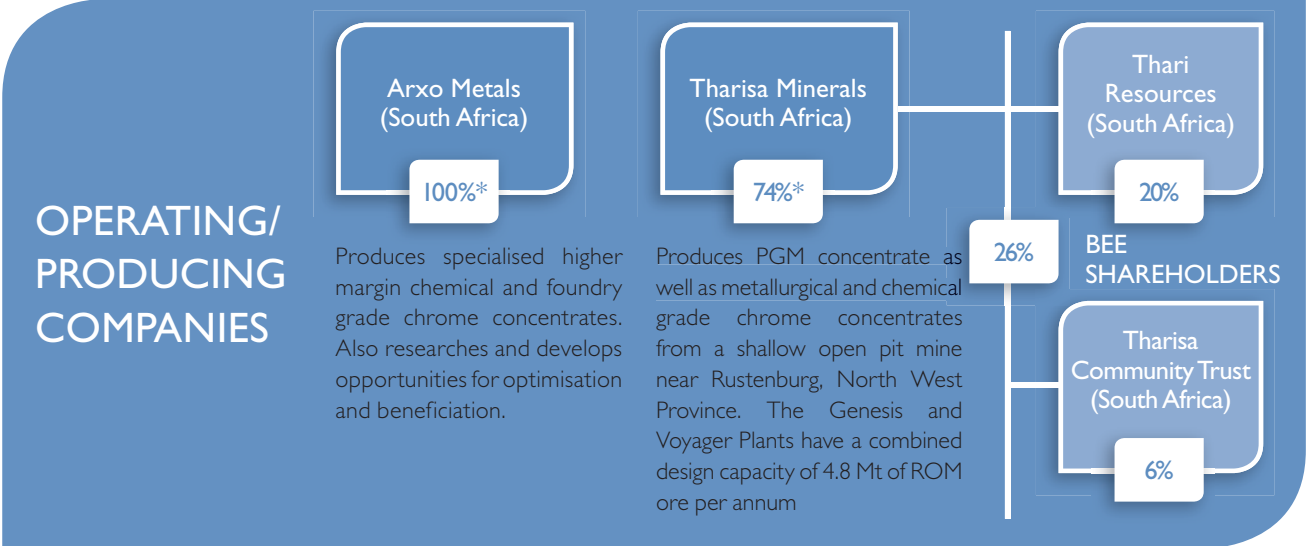 OPERATING/
PRODUCING
COMPANIES
Arxo Metals
(South Africa)
100%*
Produces specialised higher
margin chemical and foundry
grade chrome concentrates.
Also researches and develops
opportunities for optimisation
and beneficiation.
Tharisa Minerals
(South Africa)
74%*
Produces PGM concentrate as
well as metallurgical and chemical
grade chrome concentrates
from a shallow open pit mine
near Rustenburg, North West
Province. The Genesis and
Voyager Plants have a combined
design capacity of 4.8 Mt of ROM
ore per annum
Thari
Resources
(South Africa)
20%
26%
BEE
SHAREHOLDERS
Tharisa
Community Trust
(South Africa)
6%